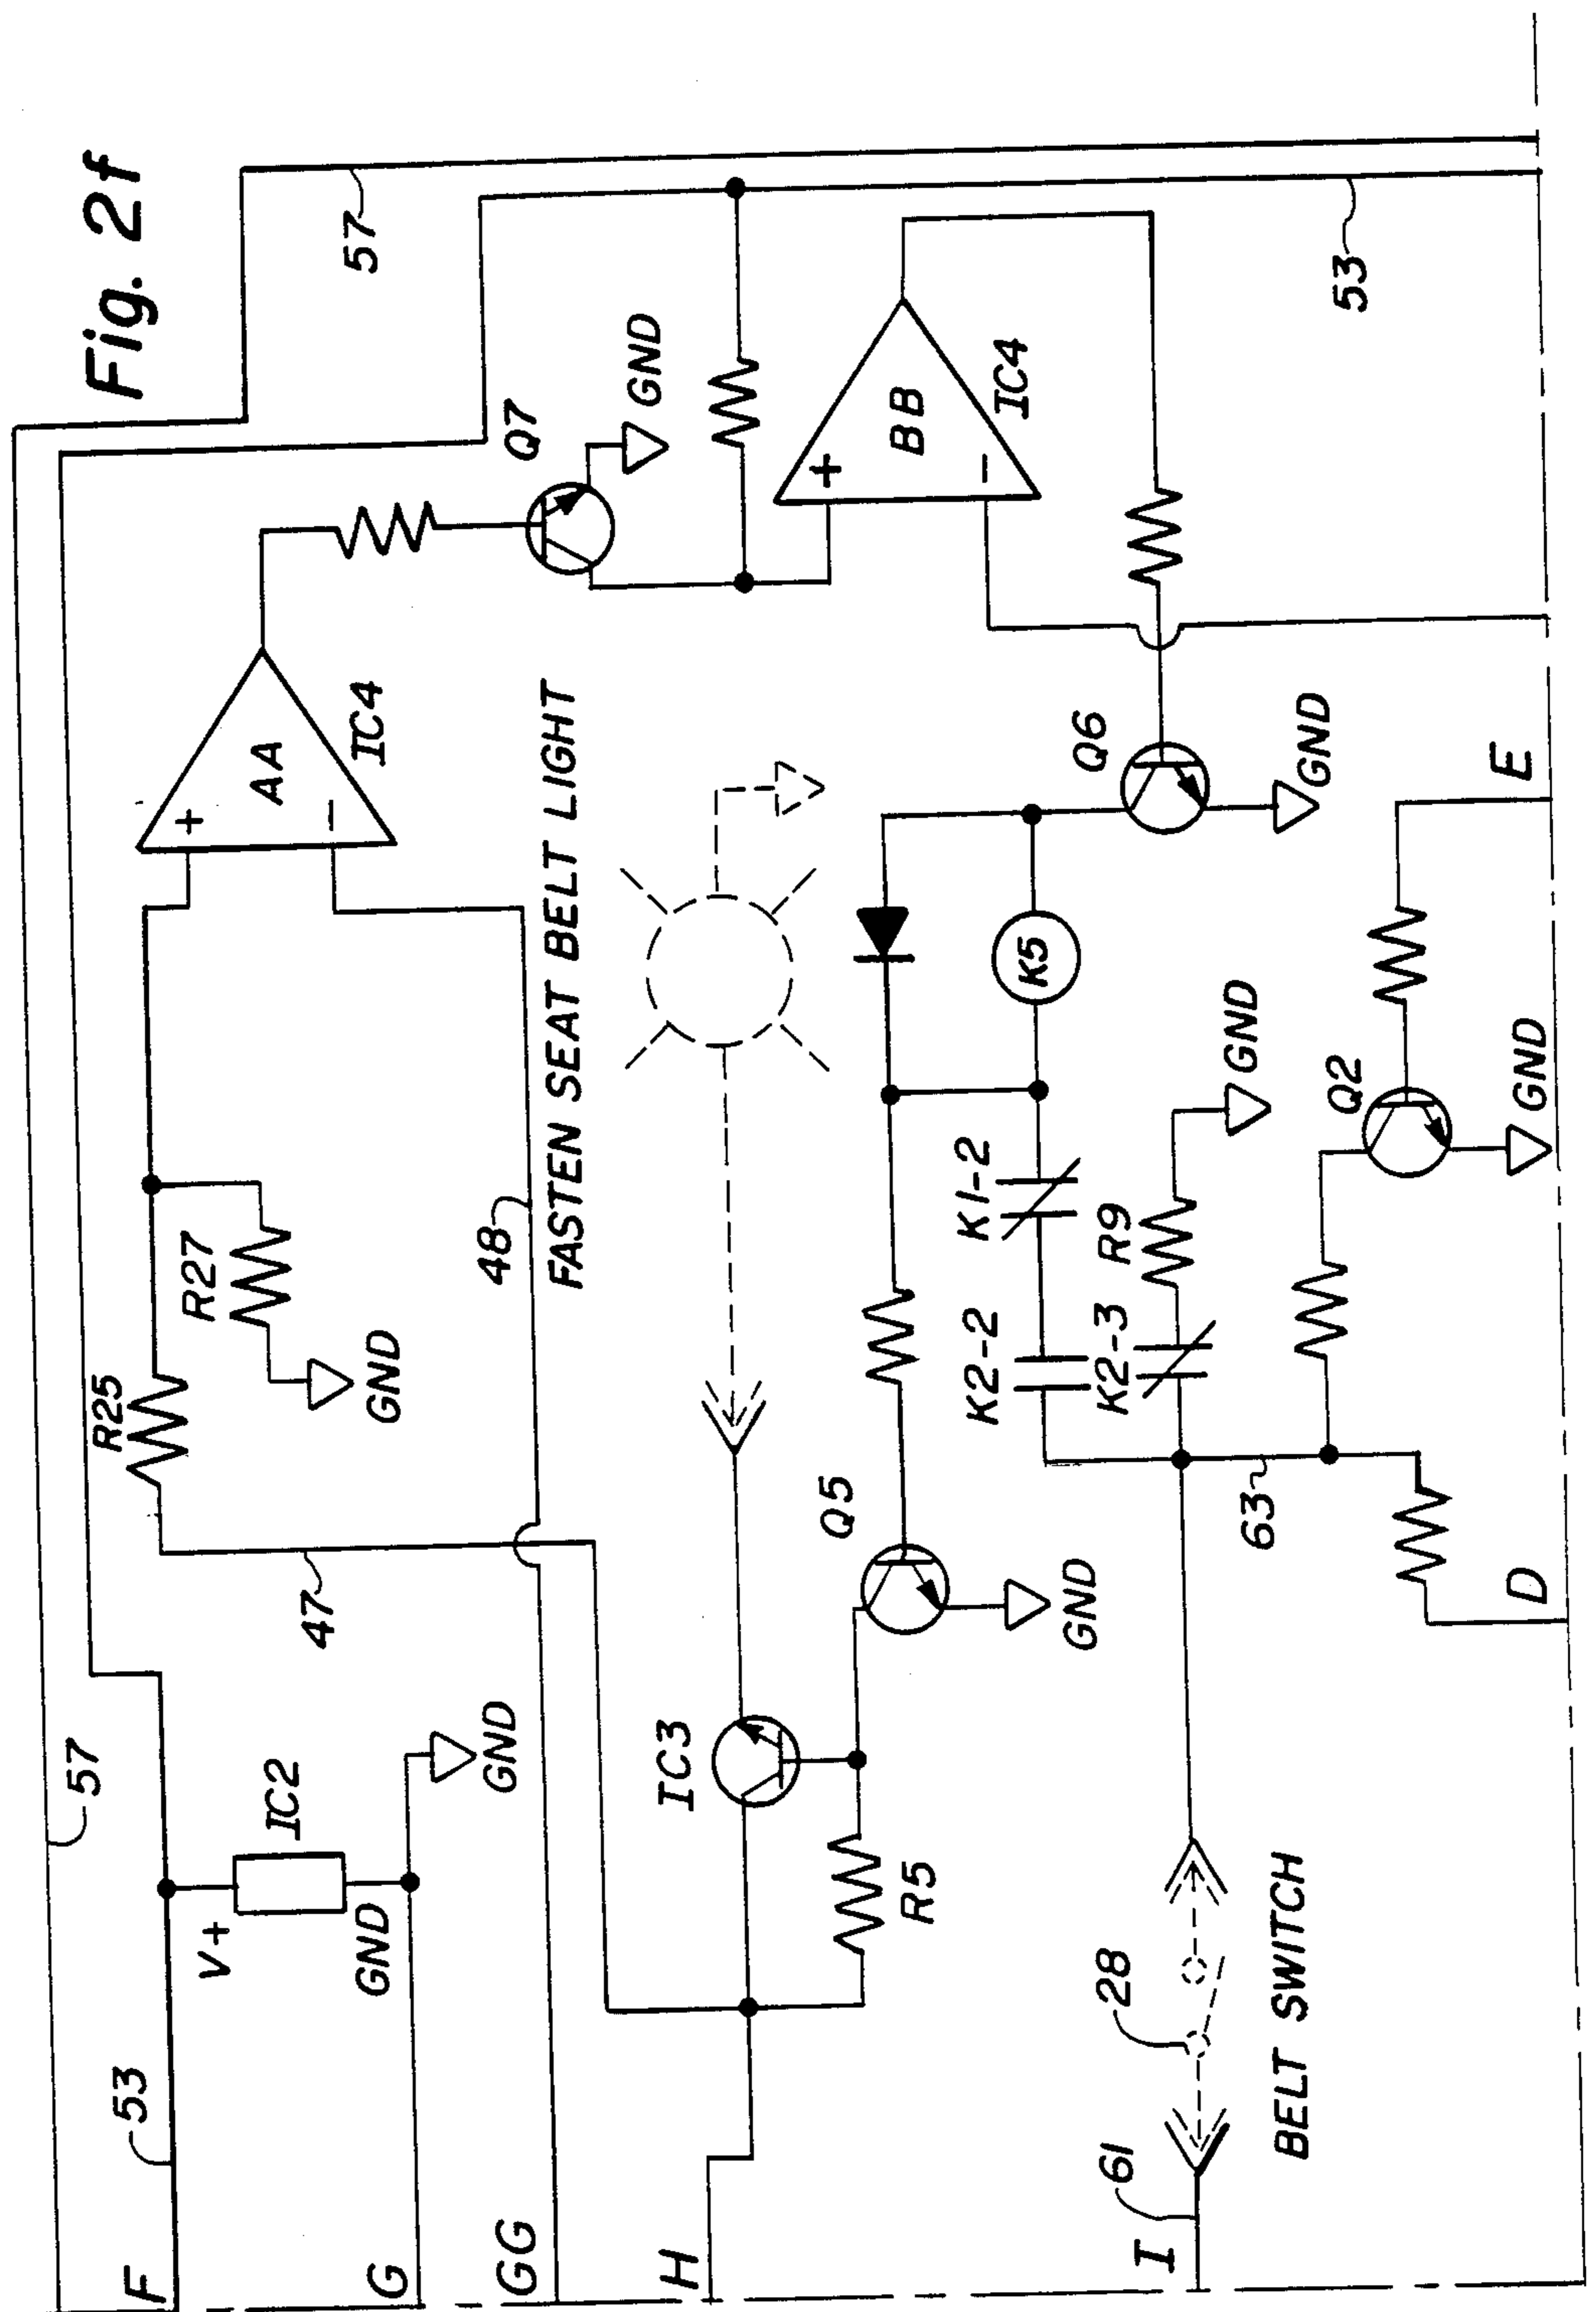 Fig. 2f
57
53
F
V+
IC2
GND
G
GND
GG
H
57
53
R25
R27
GND
47
48
AA
+
−
IC4
Q7
GND
BB
+
−
IC4
FASTEN SEAT BELT LIGHT
IC3
R5
Q5
GND
K5
Q6
GND
K1-2
K2-2
K2-3
R9
GND
I
61
28
BELT SWITCH
63
Q2
GND
D
E